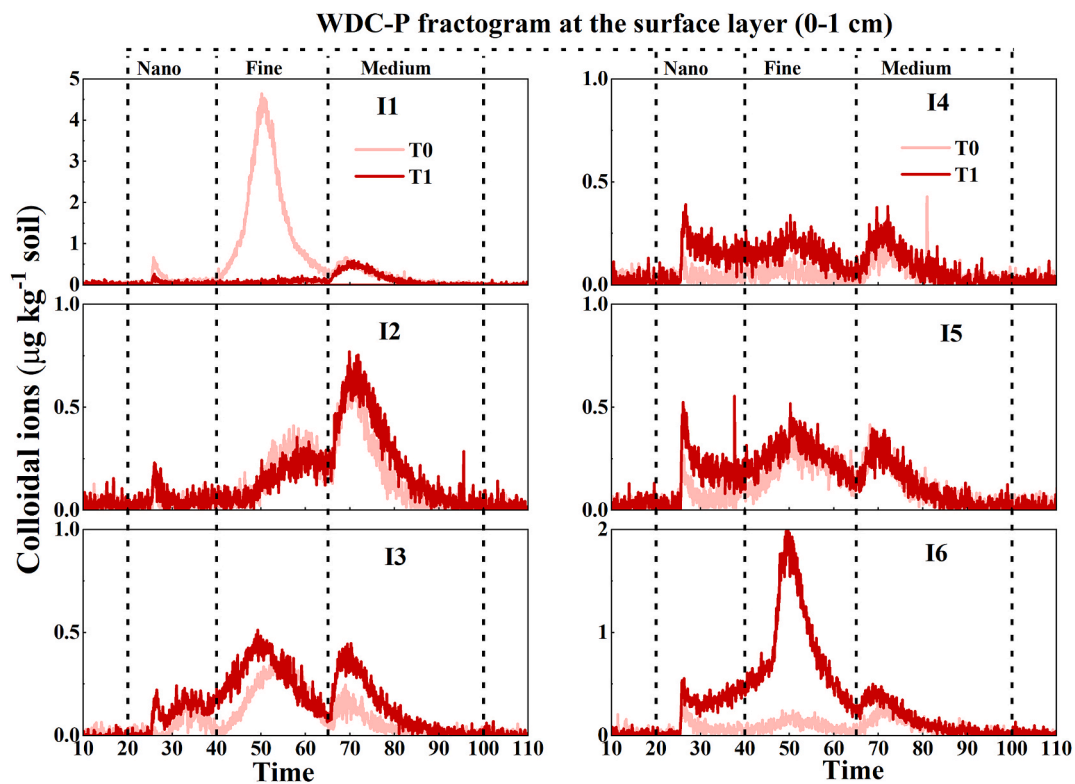 WDC-P fractogram at the surface layer (0-1 cm)
Nano Fine Medium
Nano Fine Medium
Colloidal ions (μg kg⁻¹ soil)
5
4
3
2
1
0
I1
T0
T1
1.0
0.5
0.0
I4
T0
T1
1.0
0.5
0.0
I2
1.0
0.5
0.0
I5
1.0
0.5
0.0
I3
10 20 30 40 50 60 70 80 90 100 110
Time
2
1
0
I6
10 20 30 40 50 60 70 80 90 100 110
Time